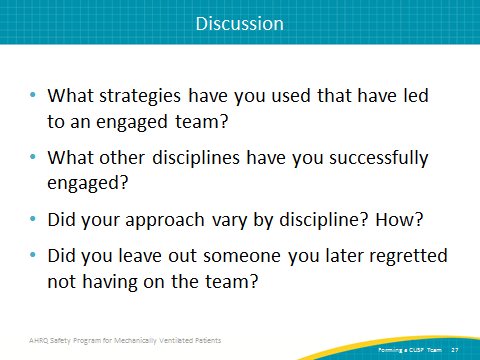 Discussion
• What strategies have you used that have led
to an engaged team?
• What other disciplines have you successfully
engaged?
• Did your approach vary by discipline? How?
• Did you leave out someone you later regretted
not having on the team?
AHRQ Safety Program for Mechanically Ventilated Patients
Forming a CUSP Team 27